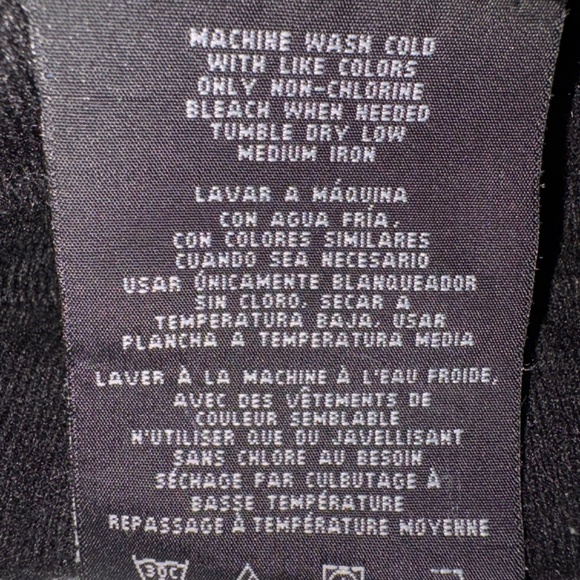 MACHINE WASH COLD
WITH LIKE COLORS
ONLY NON-CHLORINE
BLEACH WHEN NEEDED
TUMBLE DRY LOW
MEDIUM IRON
LAVAR A MÁQUINA
CON AGUA FRÍA,
CON COLORES SIMILARES
CUANDO SEA NECESARIO
USAR ÚNICAMENTE BLANQUEADOR
SIN CLORO. SECAR A
TEMPERATURA BAJA. USAR
PLANCHA A TEMPERATURA MEDIA
LAVER À LA MACHINE À L'EAU FROIDE,
AVEC DES VÊTEMENTS DE
COULEUR SEMBLABLE
N'UTILISER QUE DU JAVELLISANT
SANS CHLORE AU BESOIN
SÉCHAGE PAR CULBUTAGE À
BASSE TEMPÉRATURE
REPASSAGE À TEMPÉRATURE MOYENNE
30C